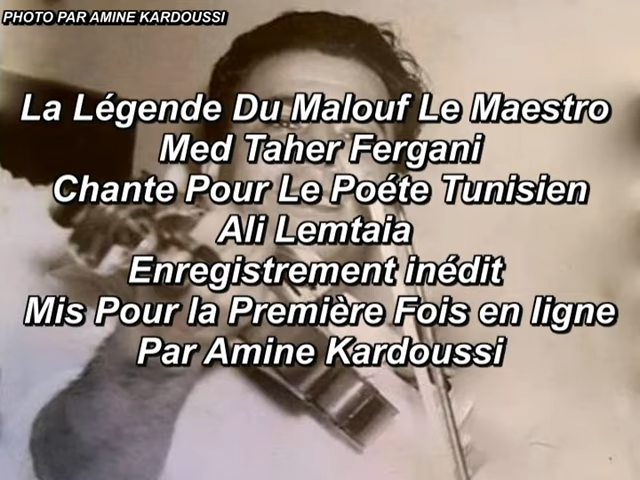 PHOTO PAR AMINE KARDOUSSI
La Légende Du Malouf Le Maestro
Med Taher Fergani
Chante Pour Le Poéte Tunisien
Ali Lemtaia
Enregistrement inédit
Mis Pour la Première Fois en ligne
Par Amine Kardoussi